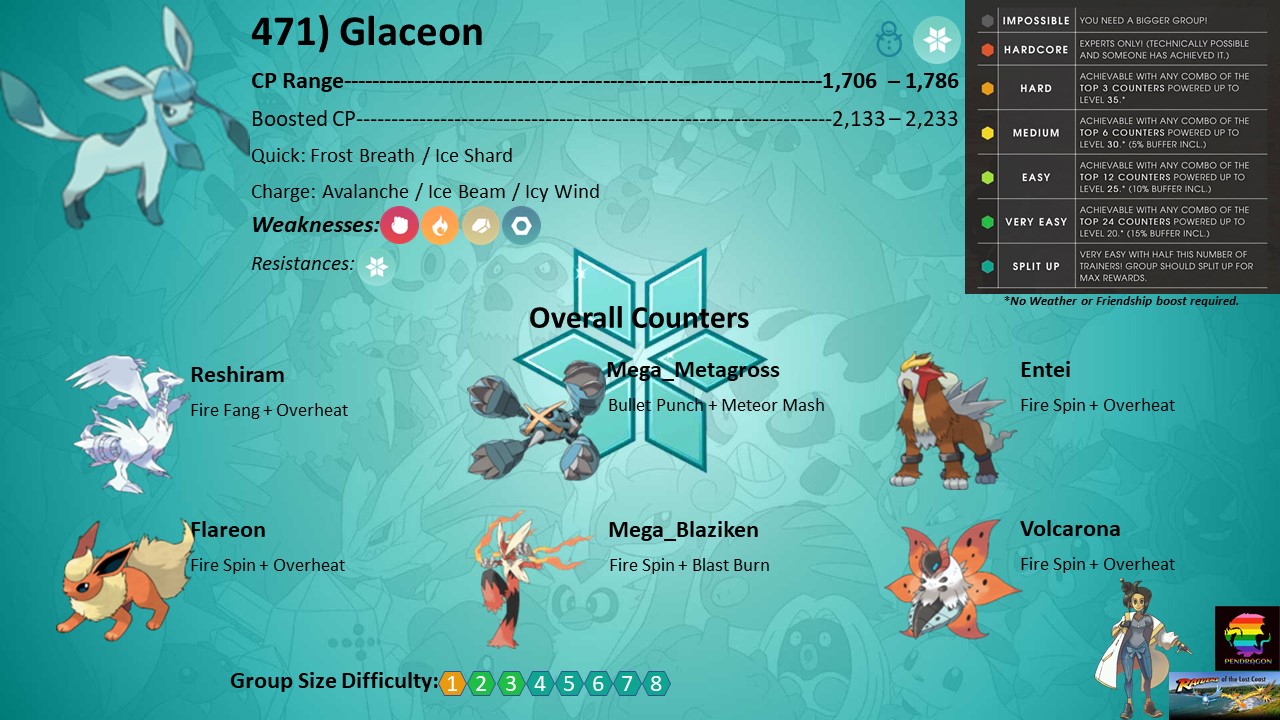 471) Glaceon
CP Range--------------------------------------------------------------------1,706 – 1,786
Boosted CP--------------------------------------------------------------------2,133 – 2,233
Quick: Frost Breath / Ice Shard
Charge: Avalanche / Ice Beam / Icy Wind
Weaknesses:
Resistances:
IMPOSSIBLE YOU NEED A BIGGER GROUP!
HARDCORE EXPERTS ONLY! (TECHNICALLY POSSIBLE
AND SOMEONE HAS ACHIEVED IT.)
HARD ACHIEVABLE WITH ANY COMBO OF THE
TOP 3 COUNTERS POWERED UP TO
LEVEL 35.*
MEDIUM ACHIEVABLE WITH ANY COMBO OF THE
TOP 6 COUNTERS POWERED UP TO
LEVEL 30.* (5% BUFFER INCL.)
EASY ACHIEVABLE WITH ANY COMBO OF THE
TOP 12 COUNTERS POWERED UP TO
LEVEL 25.* (10% BUFFER INCL.)
VERY EASY ACHIEVABLE WITH ANY COMBO OF THE
TOP 24 COUNTERS POWERED UP TO
LEVEL 20.* (15% BUFFER INCL.)
SPLIT UP VERY EASY WITH HALF THIS NUMBER OF
TRAINERS! GROUP SHOULD SPLIT UP FOR
MAX REWARDS.
*No Weather or Friendship boost required.
Overall Counters
Reshiram
Fire Fang + Overheat
Mega_Metagross
Bullet Punch + Meteor Mash
Entei
Fire Spin + Overheat
Flareon
Fire Spin + Overheat
Mega_Blaziken
Fire Spin + Blast Burn
Volcarona
Fire Spin + Overheat
Group Size Difficulty: 1 2 3 4 5 6 7 8
PENDRAGON
RAIDERS of the Lost Coast